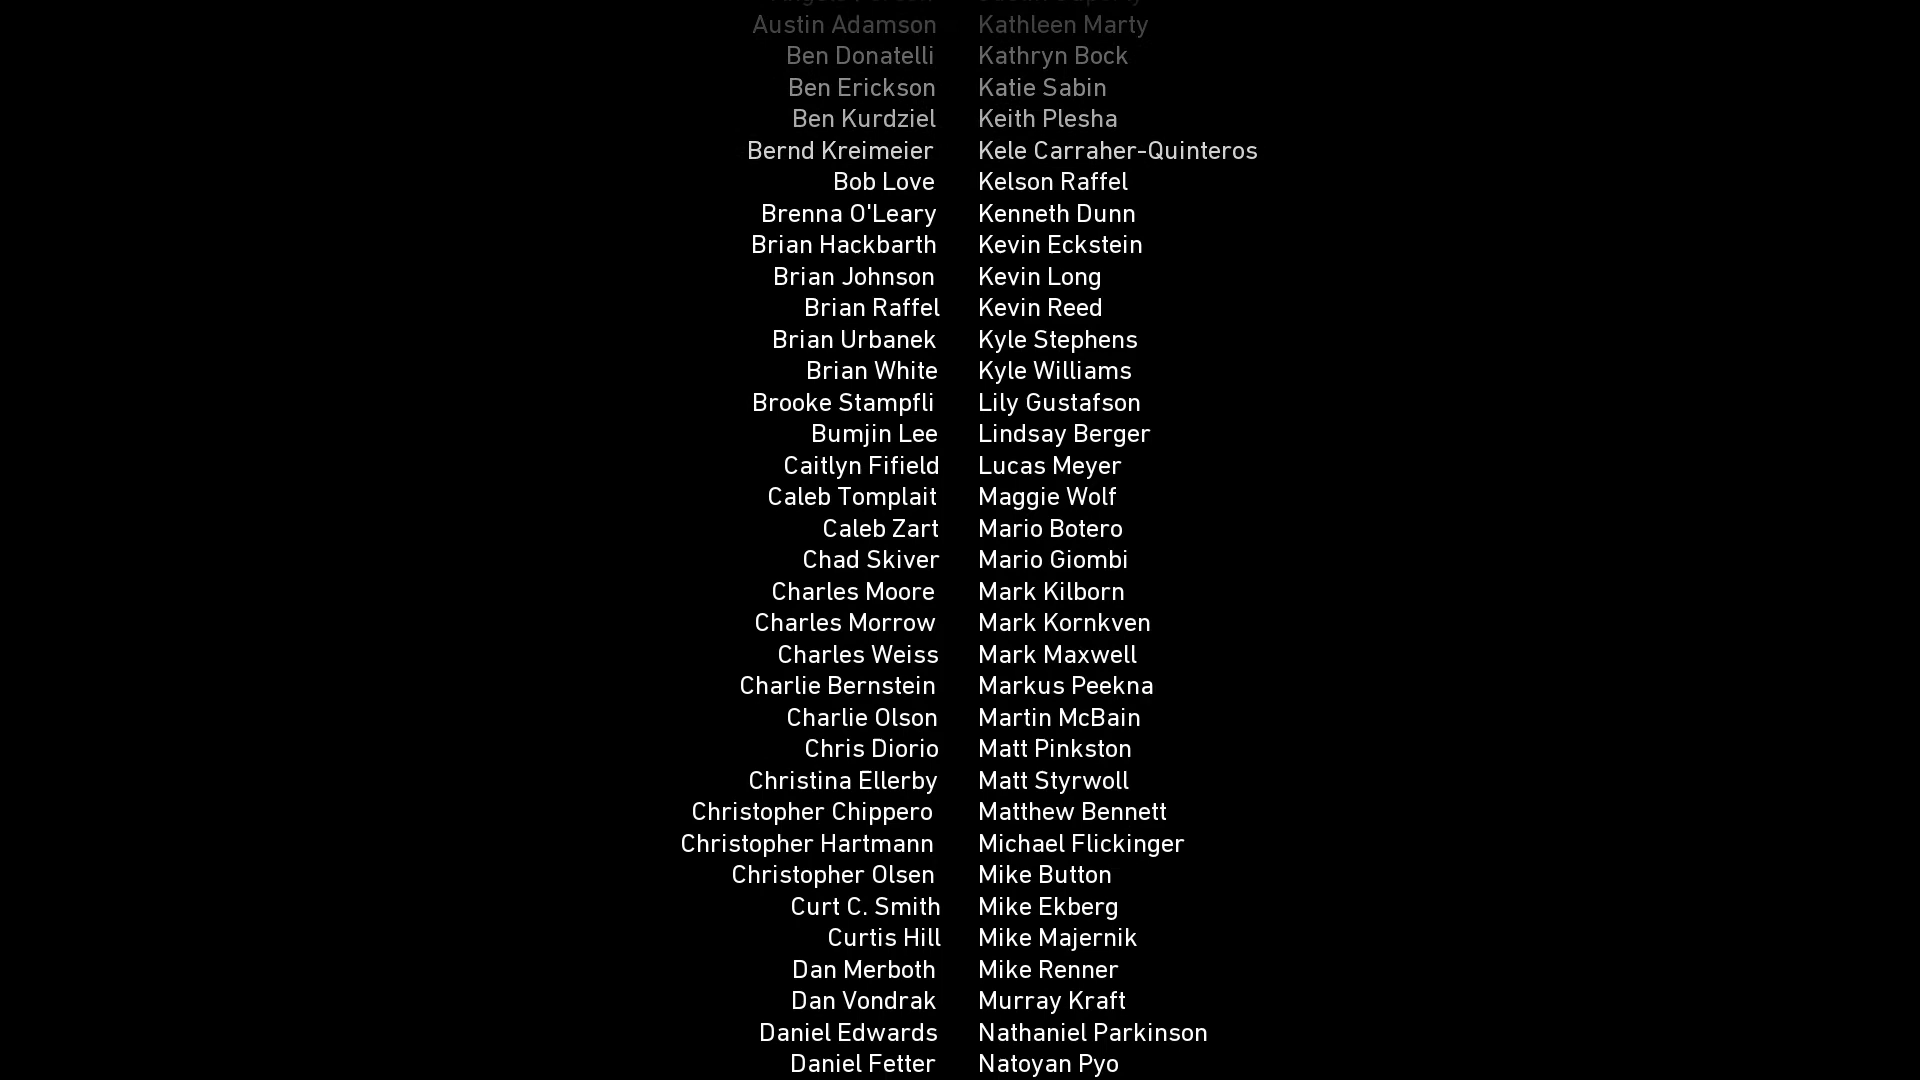 Austin Adamson Kathleen Marty
Ben Donatelli Kathryn Bock
Ben Erickson Katie Sabin
Ben Kurdziel Keith Plesha
Bernd Kreimeier Kele Carraher-Quinteros
Bob Love Kelson Raffel
Brenna O'Leary Kenneth Dunn
Brian Hackbarth Kevin Eckstein
Brian Johnson Kevin Long
Brian Raffel Kevin Reed
Brian Urbanek Kyle Stephens
Brian White Kyle Williams
Brooke Stampfli Lily Gustafson
Bumjin Lee Lindsay Berger
Caitlyn Fifield Lucas Meyer
Caleb Tomplait Maggie Wolf
Caleb Zart Mario Botero
Chad Skiver Mario Giombi
Charles Moore Mark Kilborn
Charles Morrow Mark Kornkven
Charles Weiss Mark Maxwell
Charlie Bernstein Markus Peekna
Charlie Olson Martin McBain
Chris Diorio Matt Pinkston
Christina Ellerby Matt Styrwoll
Christopher Chippero Matthew Bennett
Christopher Hartmann Michael Flickinger
Christopher Olsen Mike Button
Curt C. Smith Mike Ekberg
Curtis Hill Mike Majernik
Dan Merboth Mike Renner
Dan Vondrak Murray Kraft
Daniel Edwards Nathaniel Parkinson
Daniel Fetter Natoyan Pyo